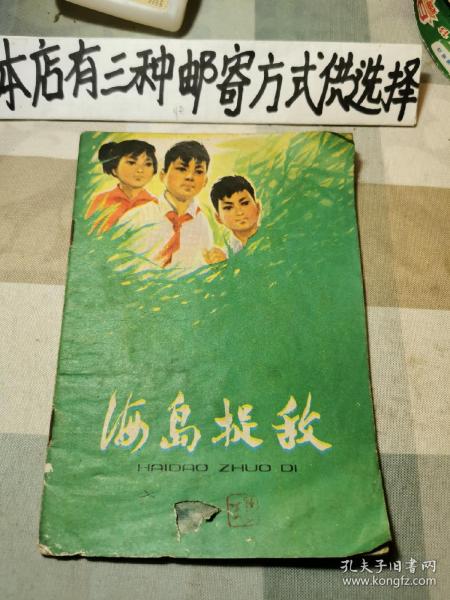 本店有三种邮寄方式供选择
海岛捉敌
HAIDAO ZHUO DI
孔夫子旧书网
www.kongfz.com